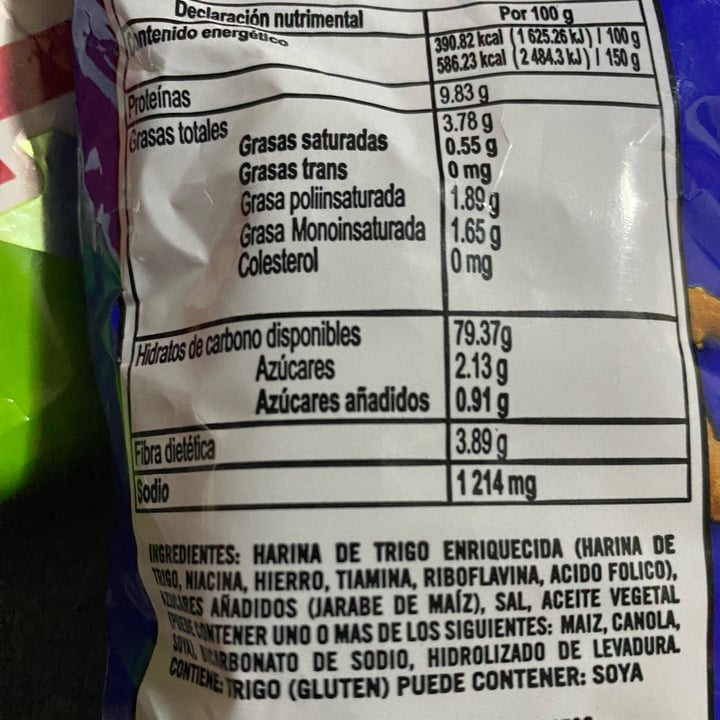 Declaración nutrimental Por 100 g
Contenido energético 390.82 kcal (1 625.26 kJ) / 100 g
586.23 kcal (2 484.3 kJ) / 150 g
Proteínas 9.83 g
Grasas totales 3.78 g
Grasas saturadas 0.55 g
Grasas trans 0 mg
Grasa poliinsaturada 1.89 g
Grasa Monoinsaturada 1.65 g
Colesterol 0 mg
Hidratos de carbono disponibles 79.37g
Azúcares 2.13 g
Azúcares añadidos 0.91 g
Fibra dietética 3.89 g
Sodio 1 214 mg
INGREDIENTES: HARINA DE TRIGO ENRIQUECIDA (HARINA DE
TRIGO, NIACINA, HIERRO, TIAMINA, RIBOFLAVINA, ACIDO FOLICO),
AZUCARES AÑADIDOS (JARABE DE MAÍZ), SAL, ACEITE VEGETAL
(PUEDE CONTENER UNO O MAS DE LOS SIGUIENTES: MAIZ, CANOLA,
SOYA) BICARBONATO DE SODIO, HIDROLIZADO DE LEVADURA.
CONTIENE: TRIGO (GLUTEN) PUEDE CONTENER: SOYA